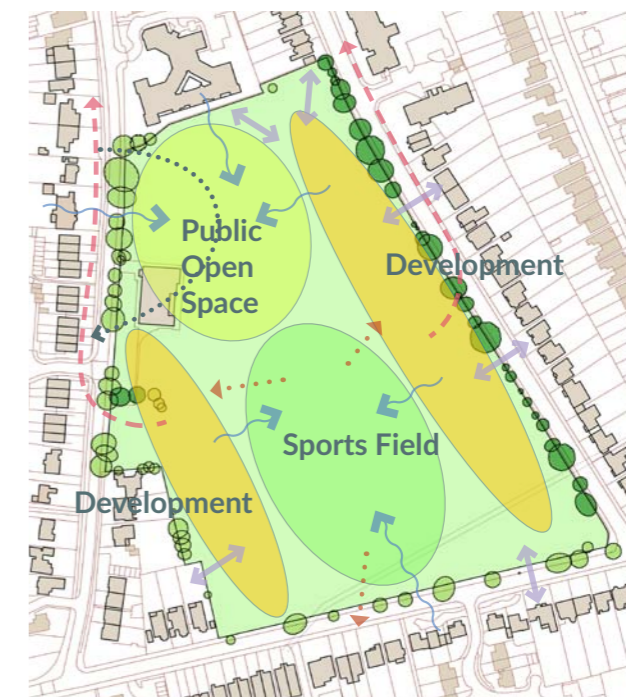 Public
Open
Space
Development
Sports Field
Development